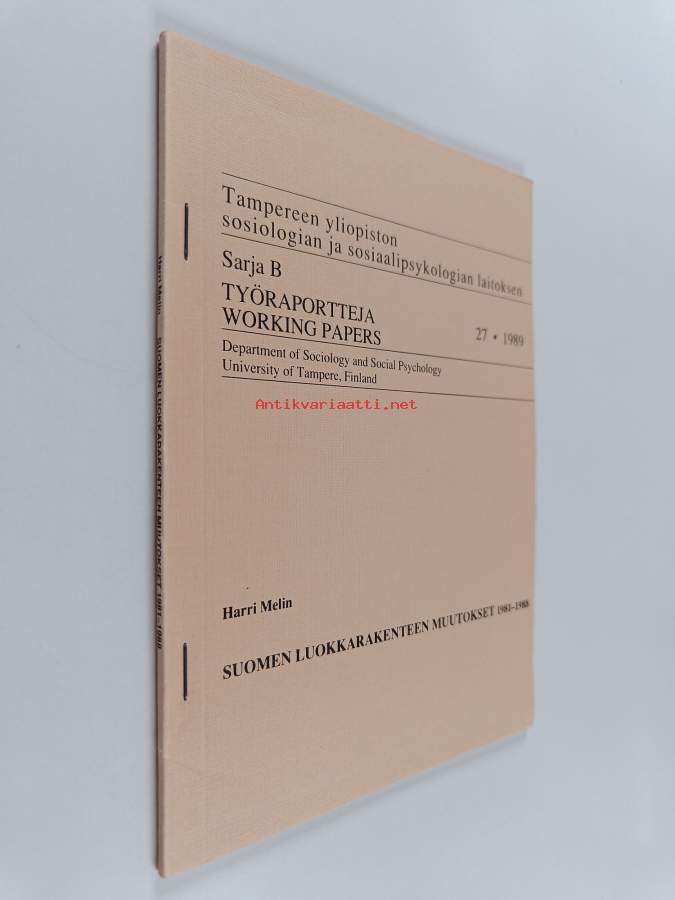 Tampereen yliopiston
sosiologian ja sosiaalipsykologian laitoksen
Sarja B
TYÖRAPORTTEJA
WORKING PAPERS
27 • 1989
Department of Sociology and Social Psychology
University of Tampere, Finland
Antikvariaatti.net
Harri Melin
SUOMEN LUOKKARAKENTEEN MUUTOKSET 1981–1988
Harri Melin SUOMEN LUOKKARAKENTEEN MUUTOKSET 1981–1988